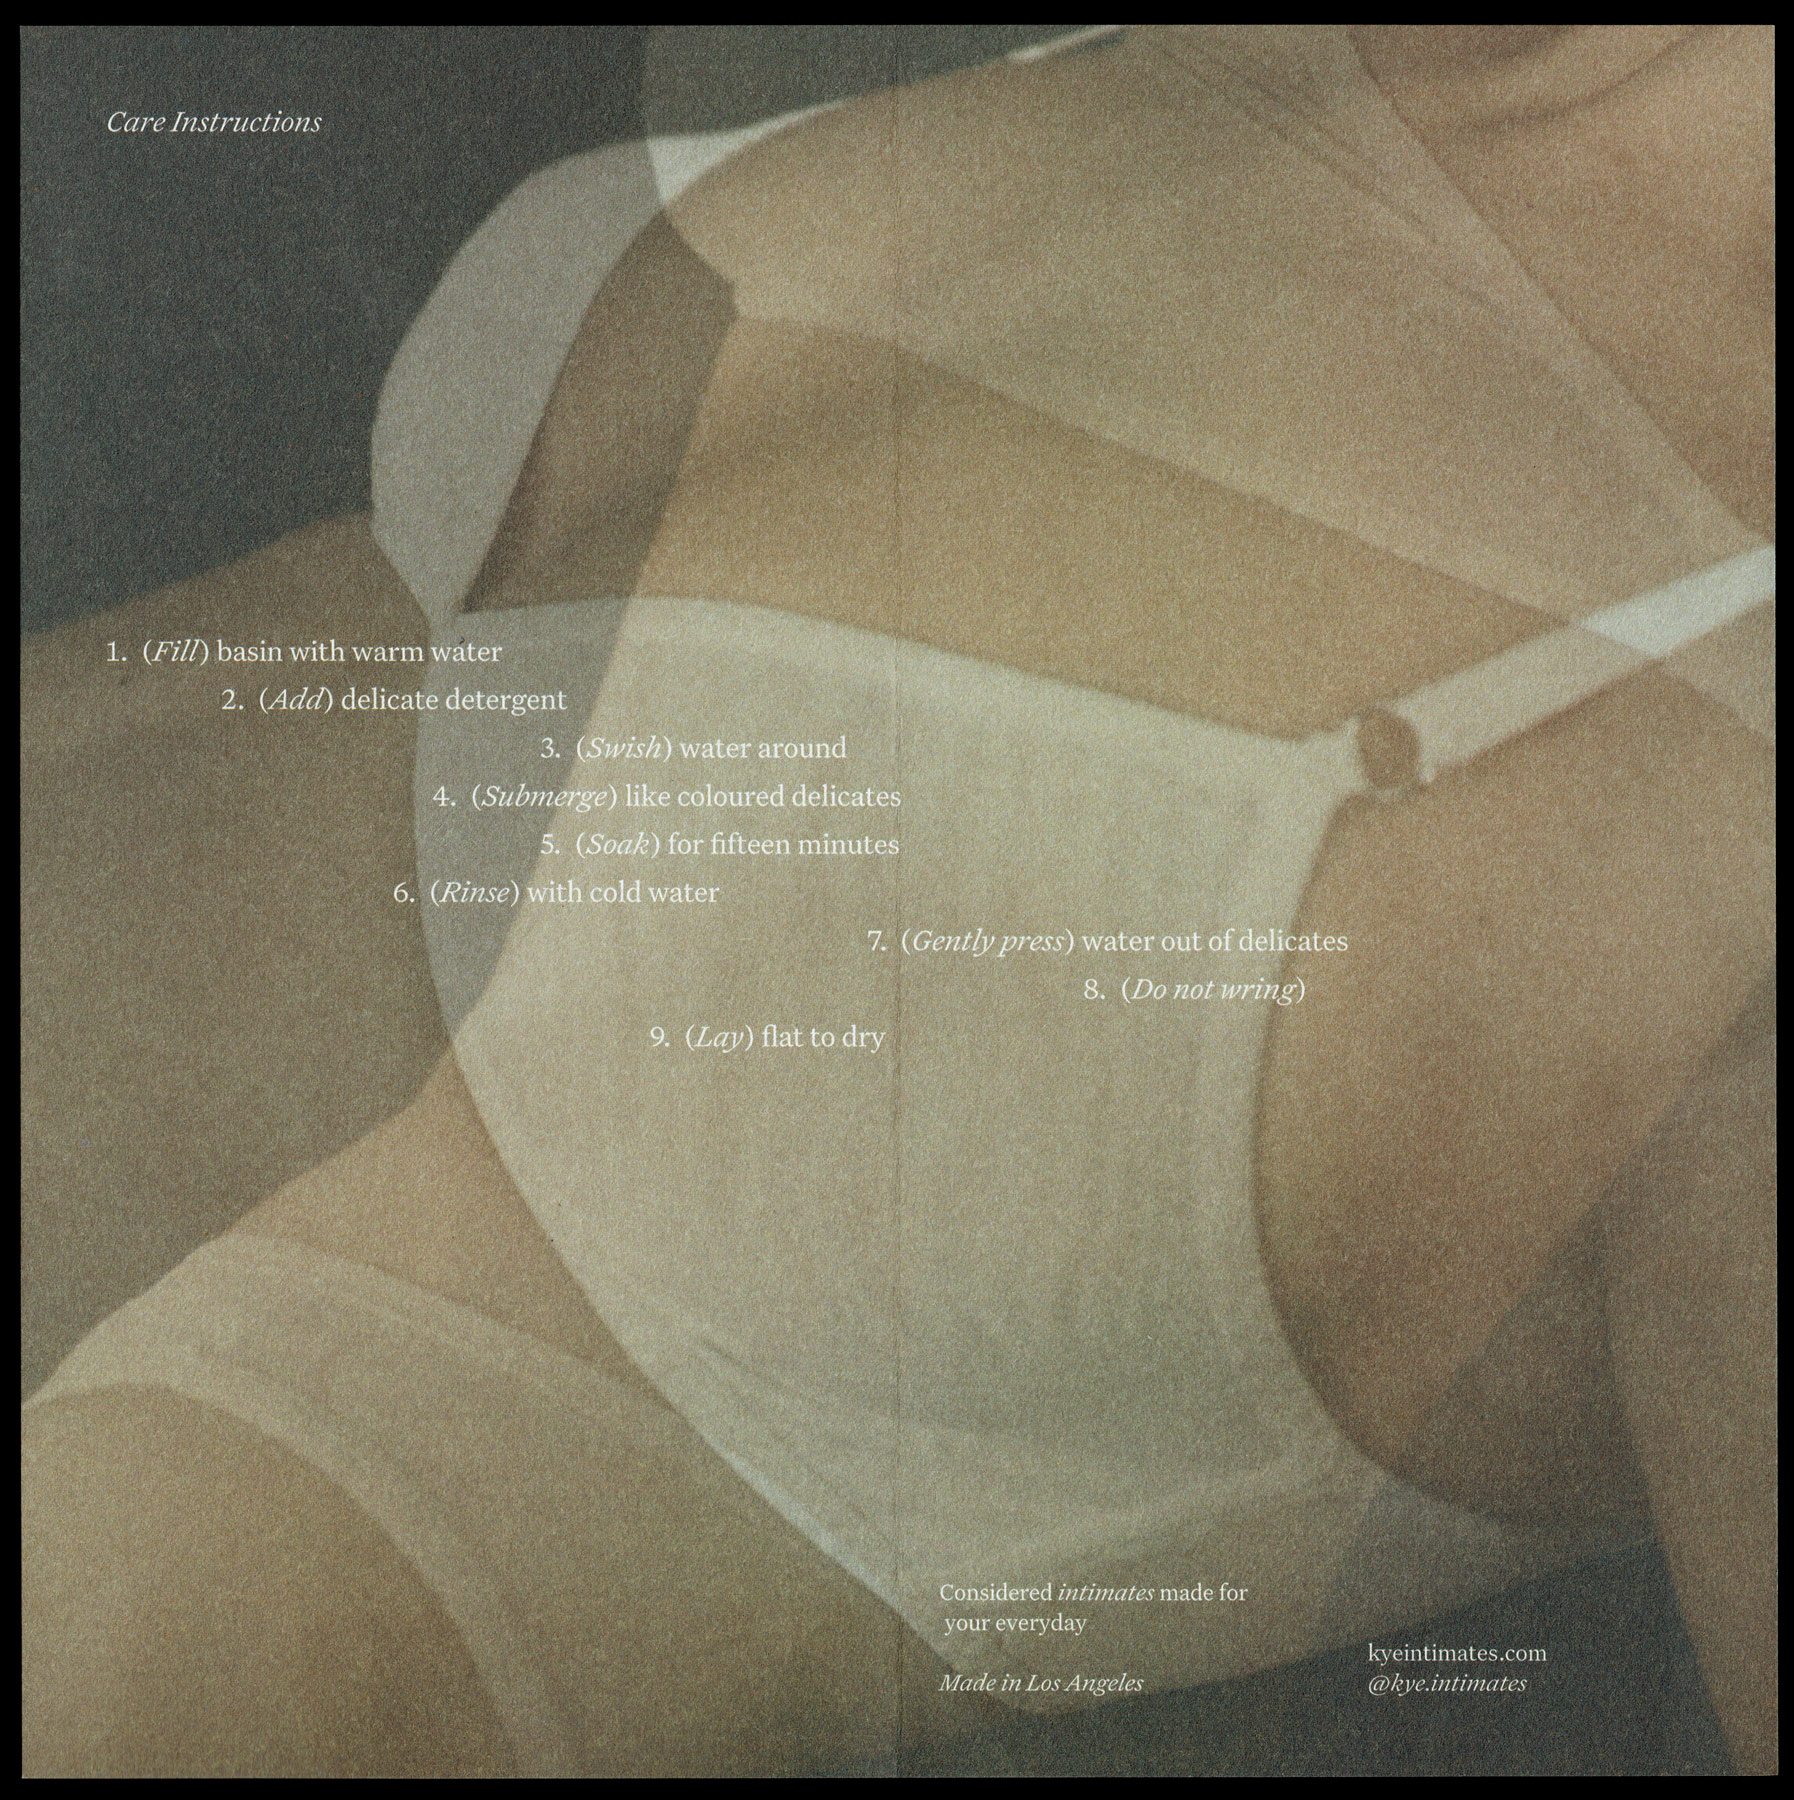 Care Instructions
1. (Fill) basin with warm water
2. (Add) delicate detergent
3. (Swish) water around
4. (Submerge) like coloured delicates
5. (Soak) for fifteen minutes
6. (Rinse) with cold water
7. (Gently press) water out of delicates
8. (Do not wring)
9. (Lay) flat to dry
Considered intimates made for
your everyday
Made in Los Angeles
kyeintimates.com
@kye.intimates